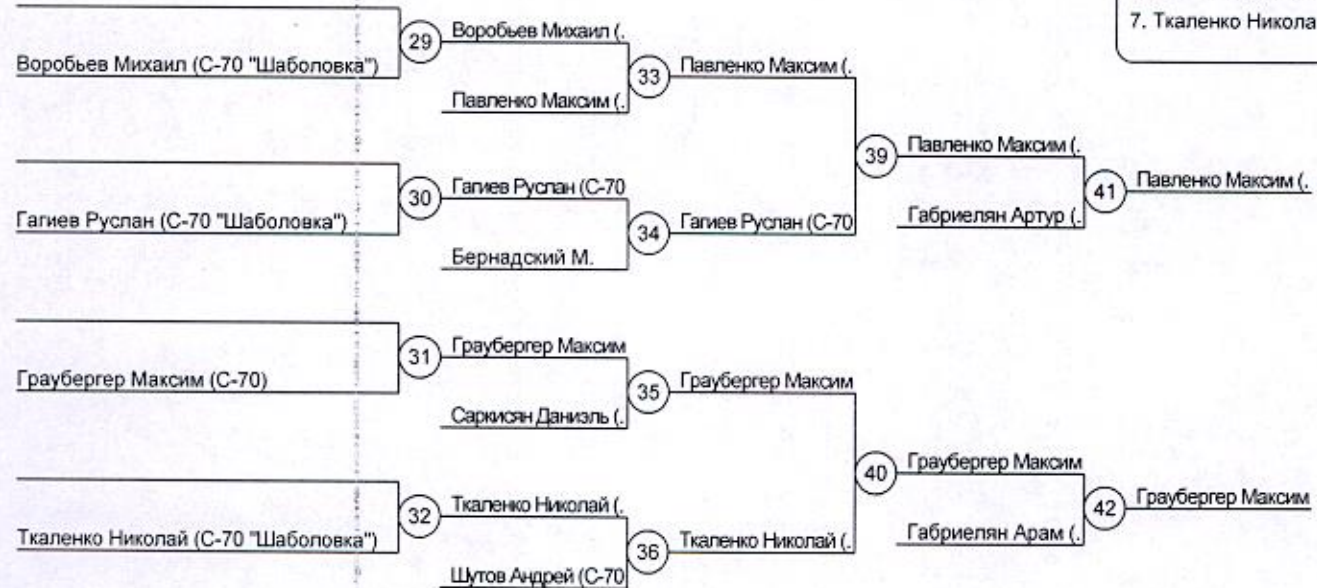 7. Ткаленко Никола
29
Воробьев Михаил (.
Воробьев Михаил (С-70 "Шаболовка")
33
Павленко Максим (.
Павленко Максим (.
39
Павленко Максим (.
30
Гагиев Руслан (С-70
41
Павленко Максим (.
Гагиев Руслан (С-70 "Шаболовка")
34
Гагиев Руслан (С-70
Габриелян Артур (.
Бернадский М.
31
Граубергер Максим
Граубергер Максим (С-70)
35
Граубергер Максим
Саркисян Даниэль (.
40
Граубергер Максим
32
Ткаленко Николай (.
42
Граубергер Максим
Ткаленко Николай (С-70 "Шаболовка")
36
Ткаленко Николай (.
Габриелян Арам (.
Шутов Андрей (С-70